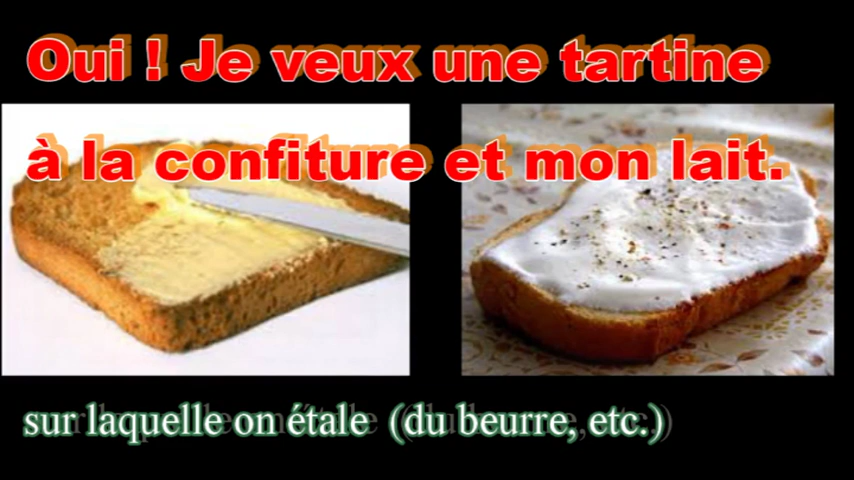 Oui ! Je veux une tartine
à la confiture et mon lait.
sur laquelle on étale (du beurre, etc.)